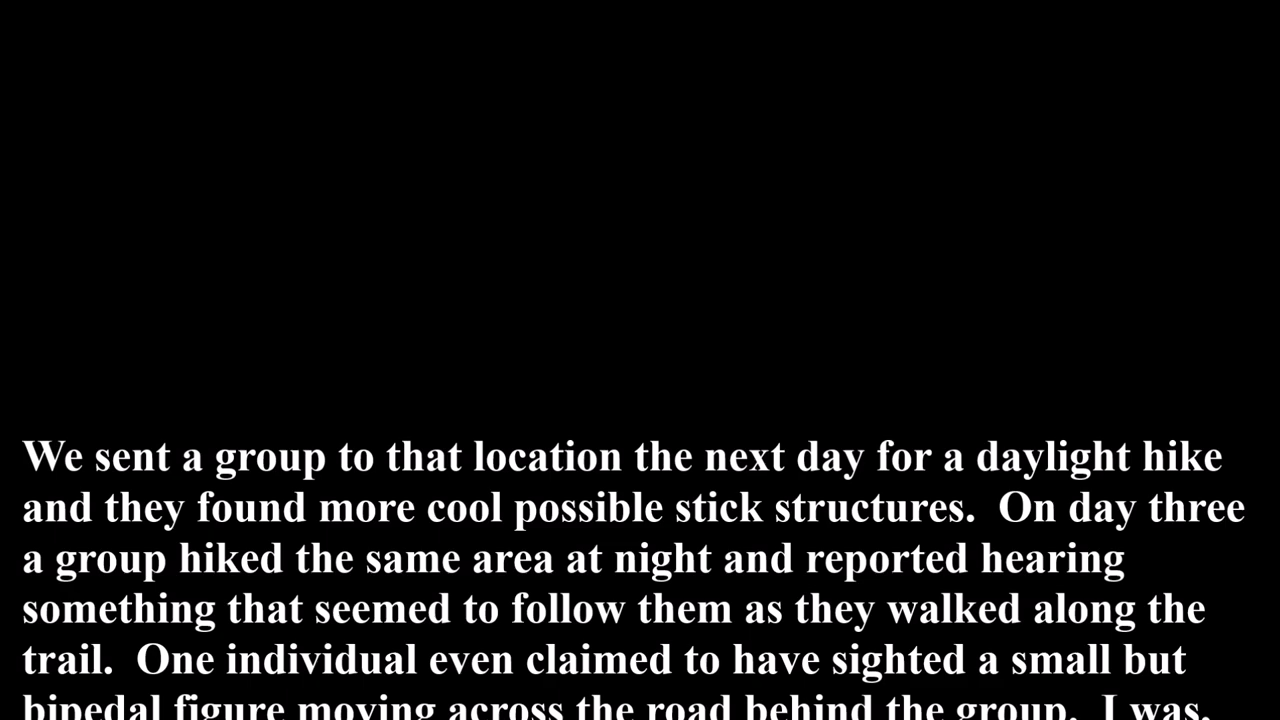 We sent a group to that location the next day for a daylight hike
and they found more cool possible stick structures.  On day three
a group hiked the same area at night and reported hearing
something that seemed to follow them as they walked along the
trail.  One individual even claimed to have sighted a small but
bipedal figure moving across the road behind the group.  I was,